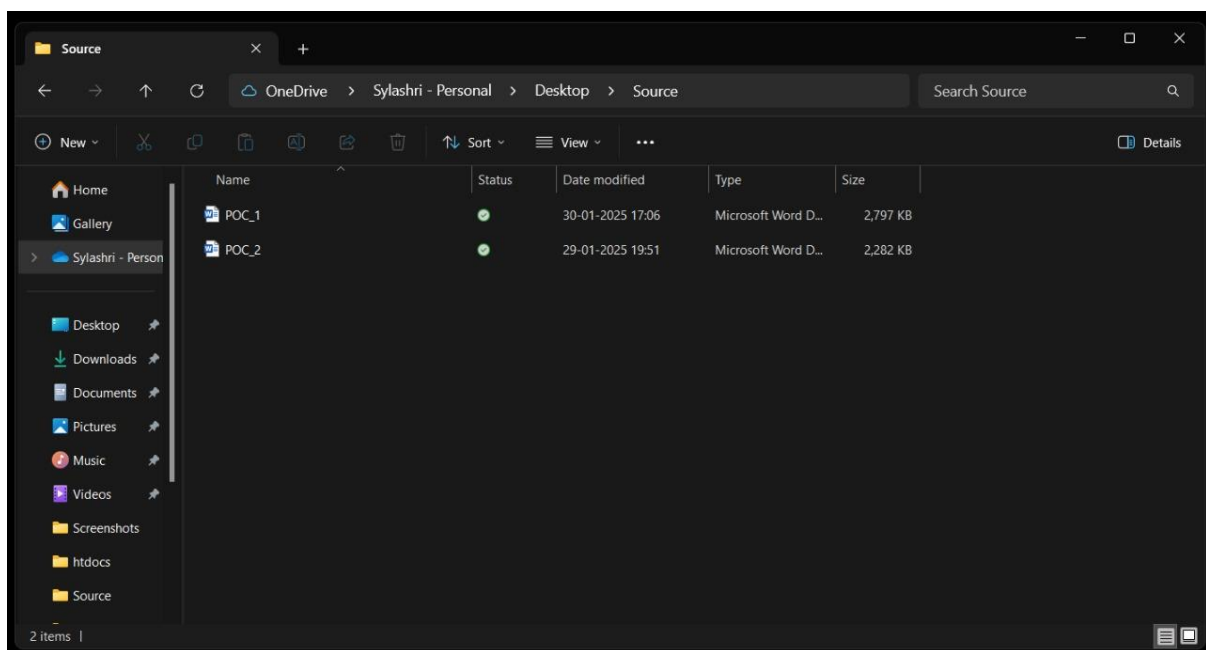 Source
OneDrive > Sylashri - Personal > Desktop > Source
Search Source
New
Sort
View
Details
Name Status Date modified Type Size
POC_1 30-01-2025 17:06 Microsoft Word D... 2,797 KB
POC_2 29-01-2025 19:51 Microsoft Word D... 2,282 KB
Home
Gallery
Sylashri - Person
Desktop
Downloads
Documents
Pictures
Music
Videos
Screenshots
htdocs
Source
2 items